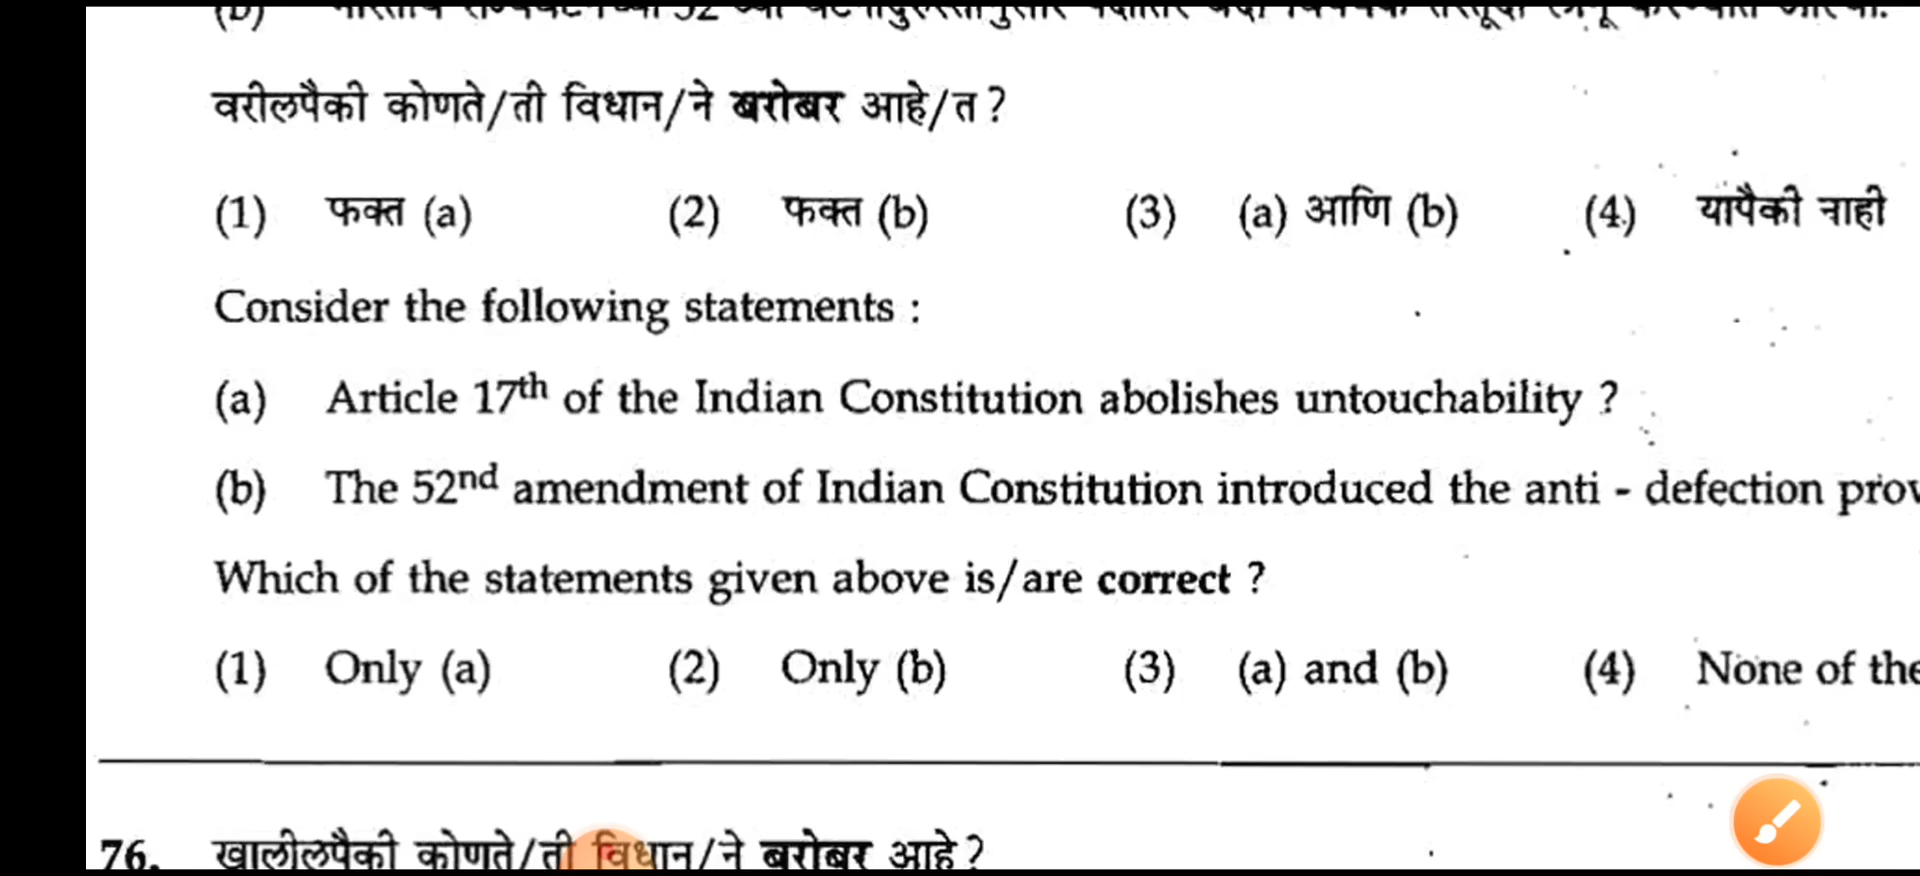 वरीलपैकी कोणते/ती विधान/ने बरोबर आहे/त ?
(1) फक्त (a) (2) फक्त (b) (3) (a) आणि (b) (4) यापैकी नाही
Consider the following statements :
(a) Article 17th of the Indian Constitution abolishes untouchability ?
(b) The 52nd amendment of Indian Constitution introduced the anti - defection
Which of the statements given above is/are correct ?
(1) Only (a) (2) Only (b) (3) (a) and (b) (4) None of
76. खालीलपैकी कोणते/ती विधान/ने बरोबर आहे ?